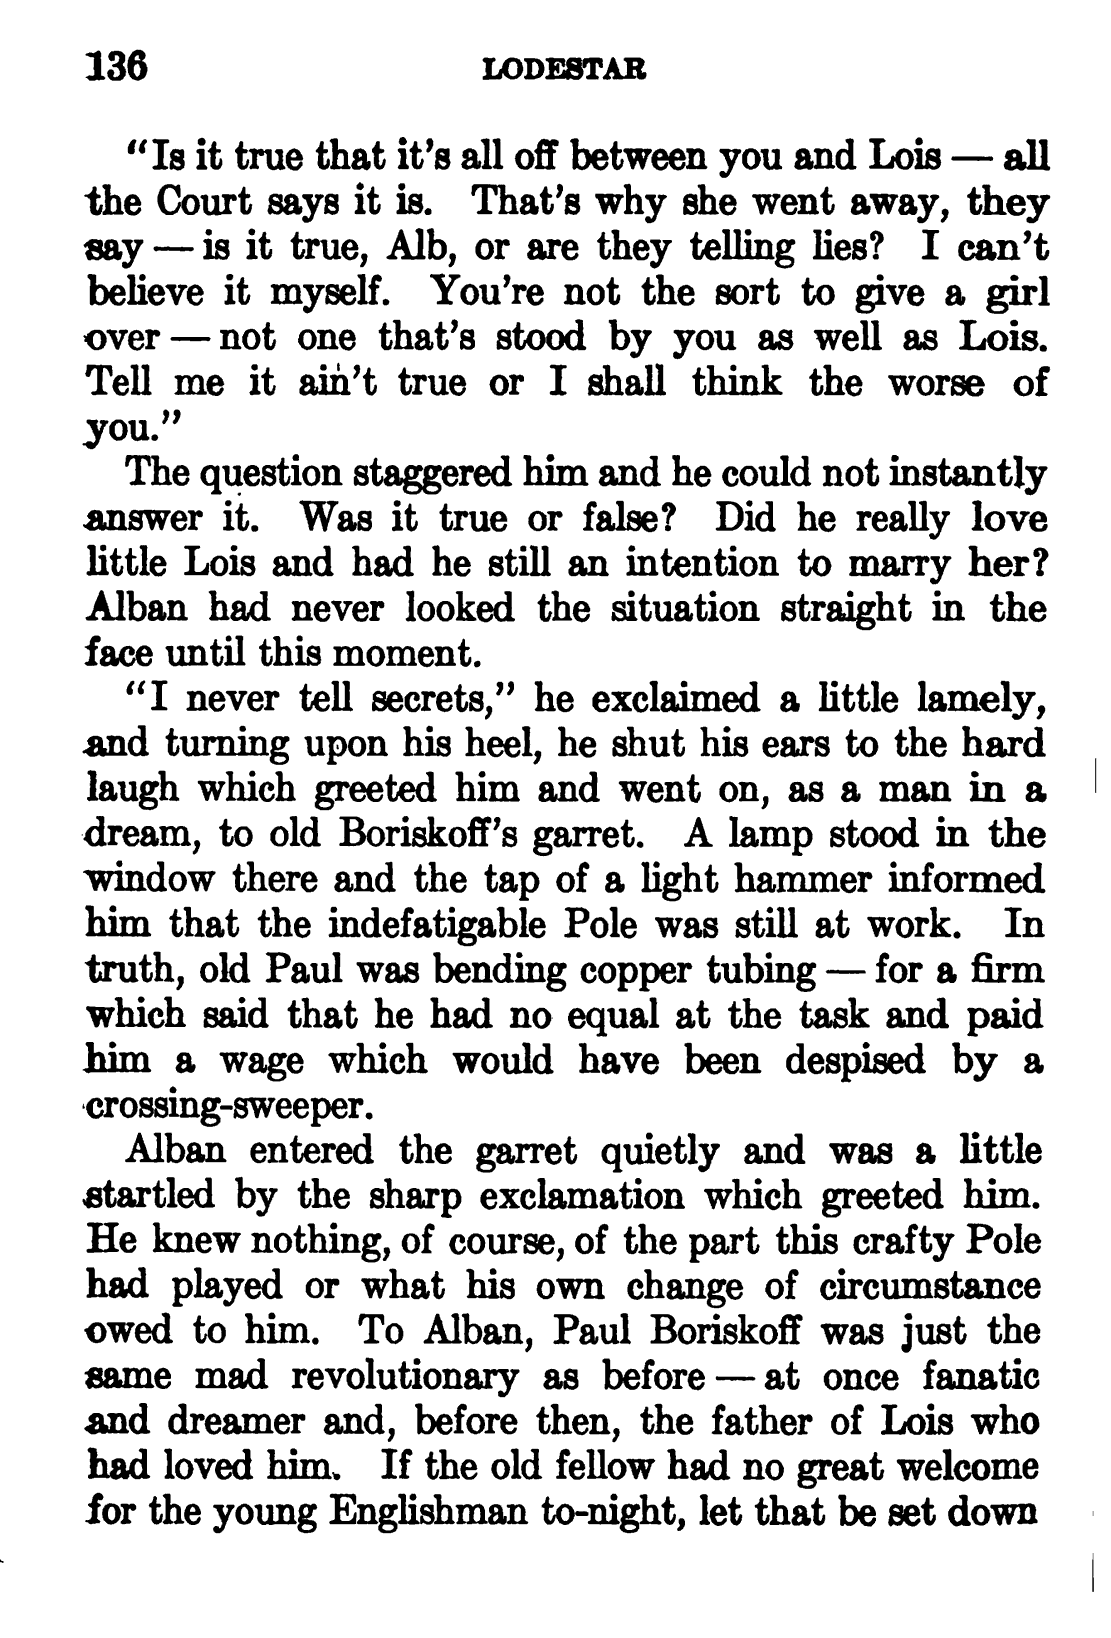 136 LODESTAR
"Is it true that it's all off between you and Lois — all
the Court says it is. That's why she went away, they
say — is it true, Alb, or are they telling lies? I can't
believe it myself. You're not the sort to give a girl
over — not one that's stood by you as well as Lois.
Tell me it ain't true or I shall think the worse of
you."
The question staggered him and he could not instantly
answer it. Was it true or false? Did he really love
little Lois and had he still an intention to marry her?
Alban had never looked the situation straight in the
face until this moment.
"I never tell secrets," he exclaimed a little lamely,
and turning upon his heel, he shut his ears to the hard
laugh which greeted him and went on, as a man in a
dream, to old Boriskoff's garret. A lamp stood in the
window there and the tap of a light hammer informed
him that the indefatigable Pole was still at work. In
truth, old Paul was bending copper tubing — for a firm
which said that he had no equal at the task and paid
him a wage which would have been despised by a
crossing-sweeper.
Alban entered the garret quietly and was a little
startled by the sharp exclamation which greeted him.
He knew nothing, of course, of the part this crafty Pole
had played or what his own change of circumstance
owed to him. To Alban, Paul Boriskoff was just the
same mad revolutionary as before — at once fanatic
and dreamer and, before then, the father of Lois who
had loved him. If the old fellow had no great welcome
for the young Englishman to-night, let that be set down